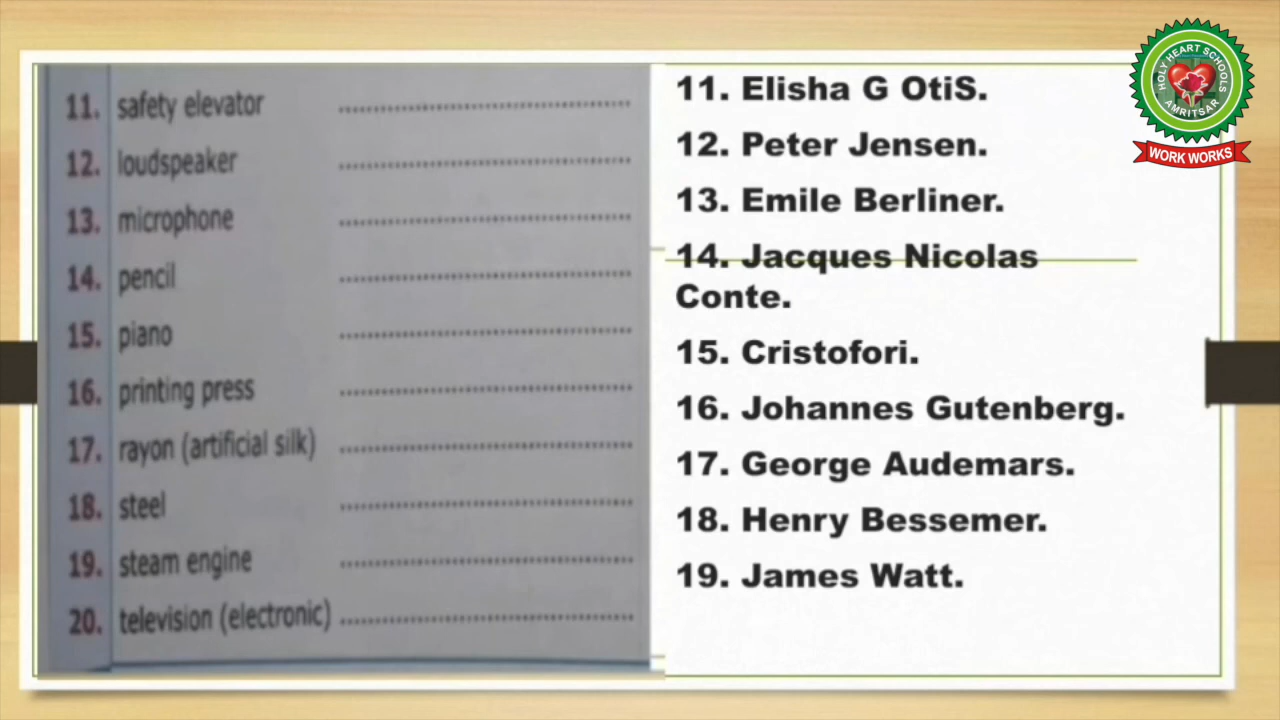 11. safety elevator ........................
12. loudspeaker ........................
13. microphone ........................
14. pencil ........................
15. piano ........................
16. printing press ........................
17. rayon (artificial silk) ........................
18. steel ........................
19. steam engine ........................
20. television (electronic) ........................
11. Elisha G OtiS.
12. Peter Jensen.
13. Emile Berliner.
14. Jacques Nicolas
Conte.
15. Cristofori.
16. Johannes Gutenberg.
17. George Audemars.
18. Henry Bessemer.
19. James Watt.
HOLY HEART SCHOOLS
AMRITSAR
WORK WORKS